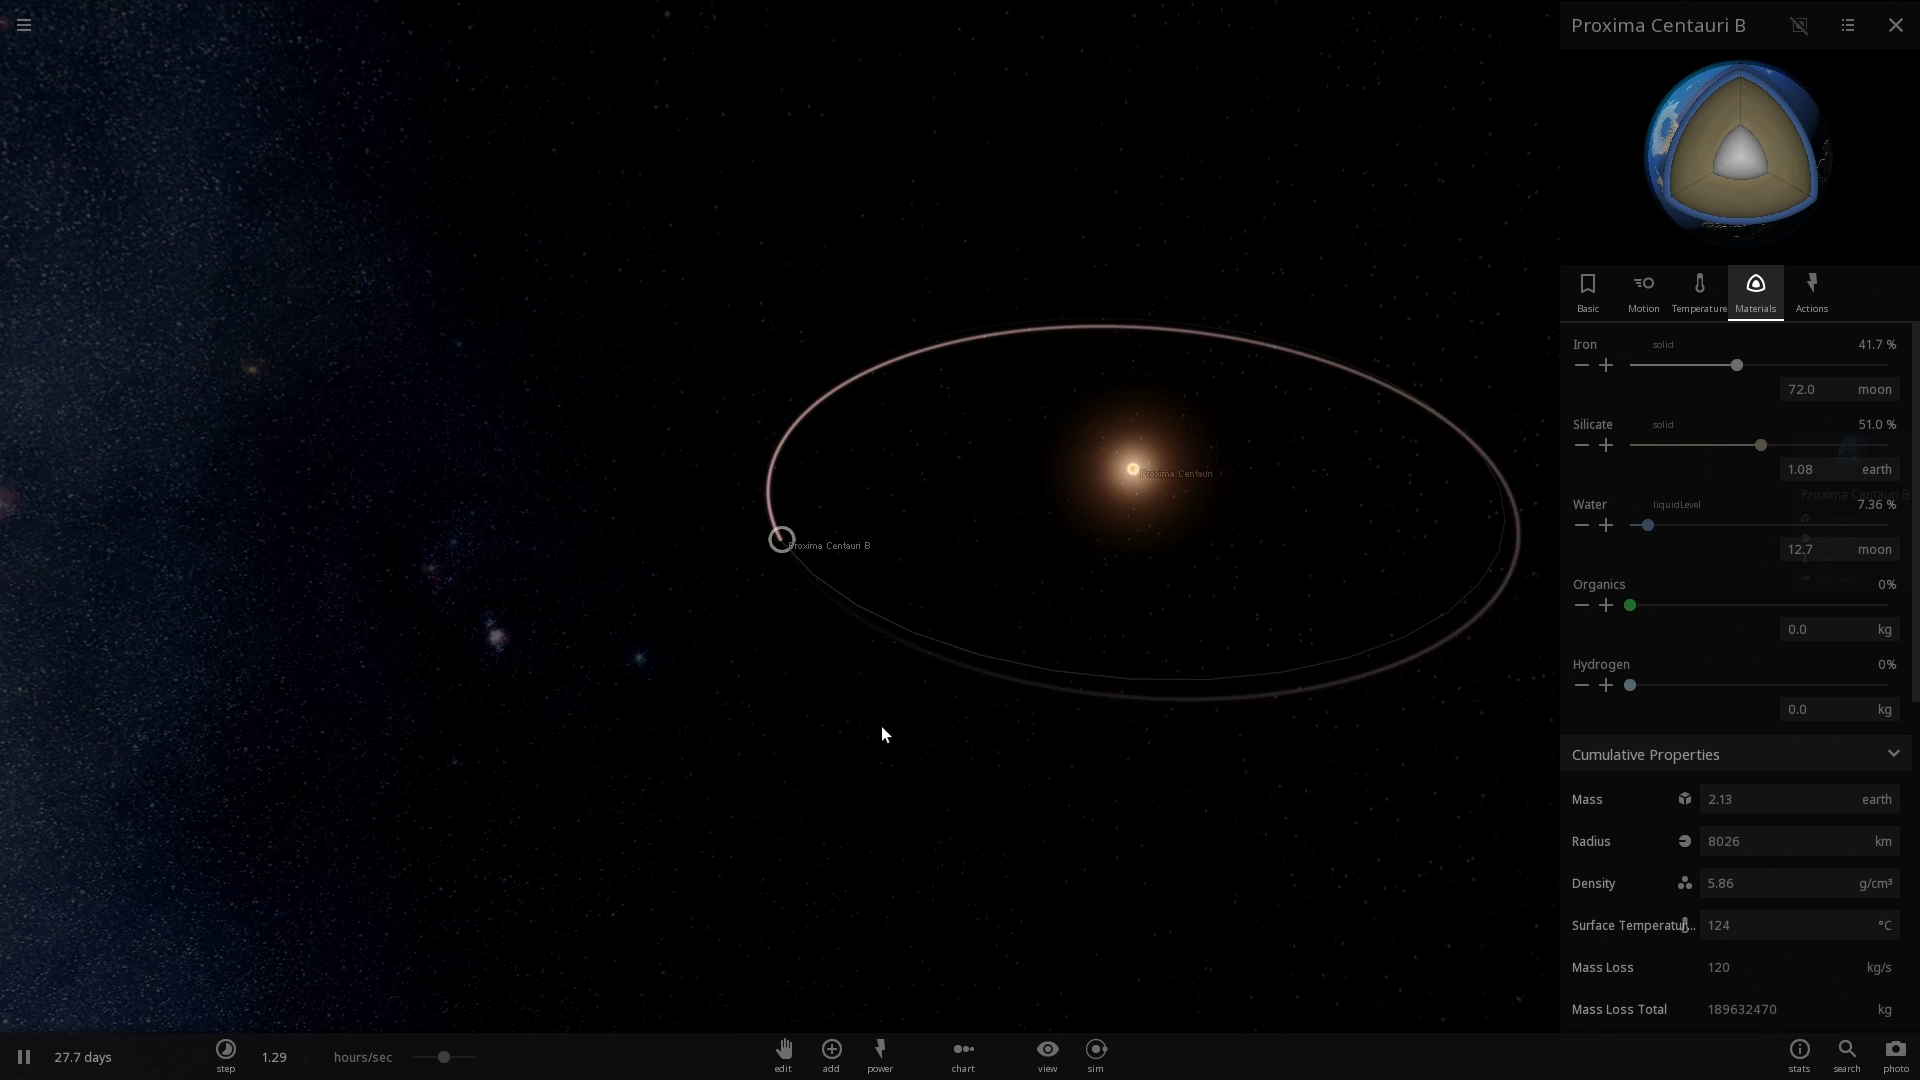 Proxima Centauri B
Basic
Motion
Temperature
Materials
Actions
Iron solid 41.7 %
72.0 moon
Silicate solid 51.0 %
1.08 earth
Proxima Centauri B
Water liquidLevel 7.36 %
12.7 moon
Organics 0%
0.0 kg
Hydrogen 0%
0.0 kg
Cumulative Properties
Mass 2.13 earth
Radius 8026 km
Density 5.86 g/cm³
Surface Temperatur... 124 °C
Mass Loss 120 kg/s
Mass Loss Total 189632470 kg
Proxima Centauri
Proxima Centauri B
27.7 days
step
1.29 hours/sec
edit
add
power
chart
view
sim
stats
search
photo